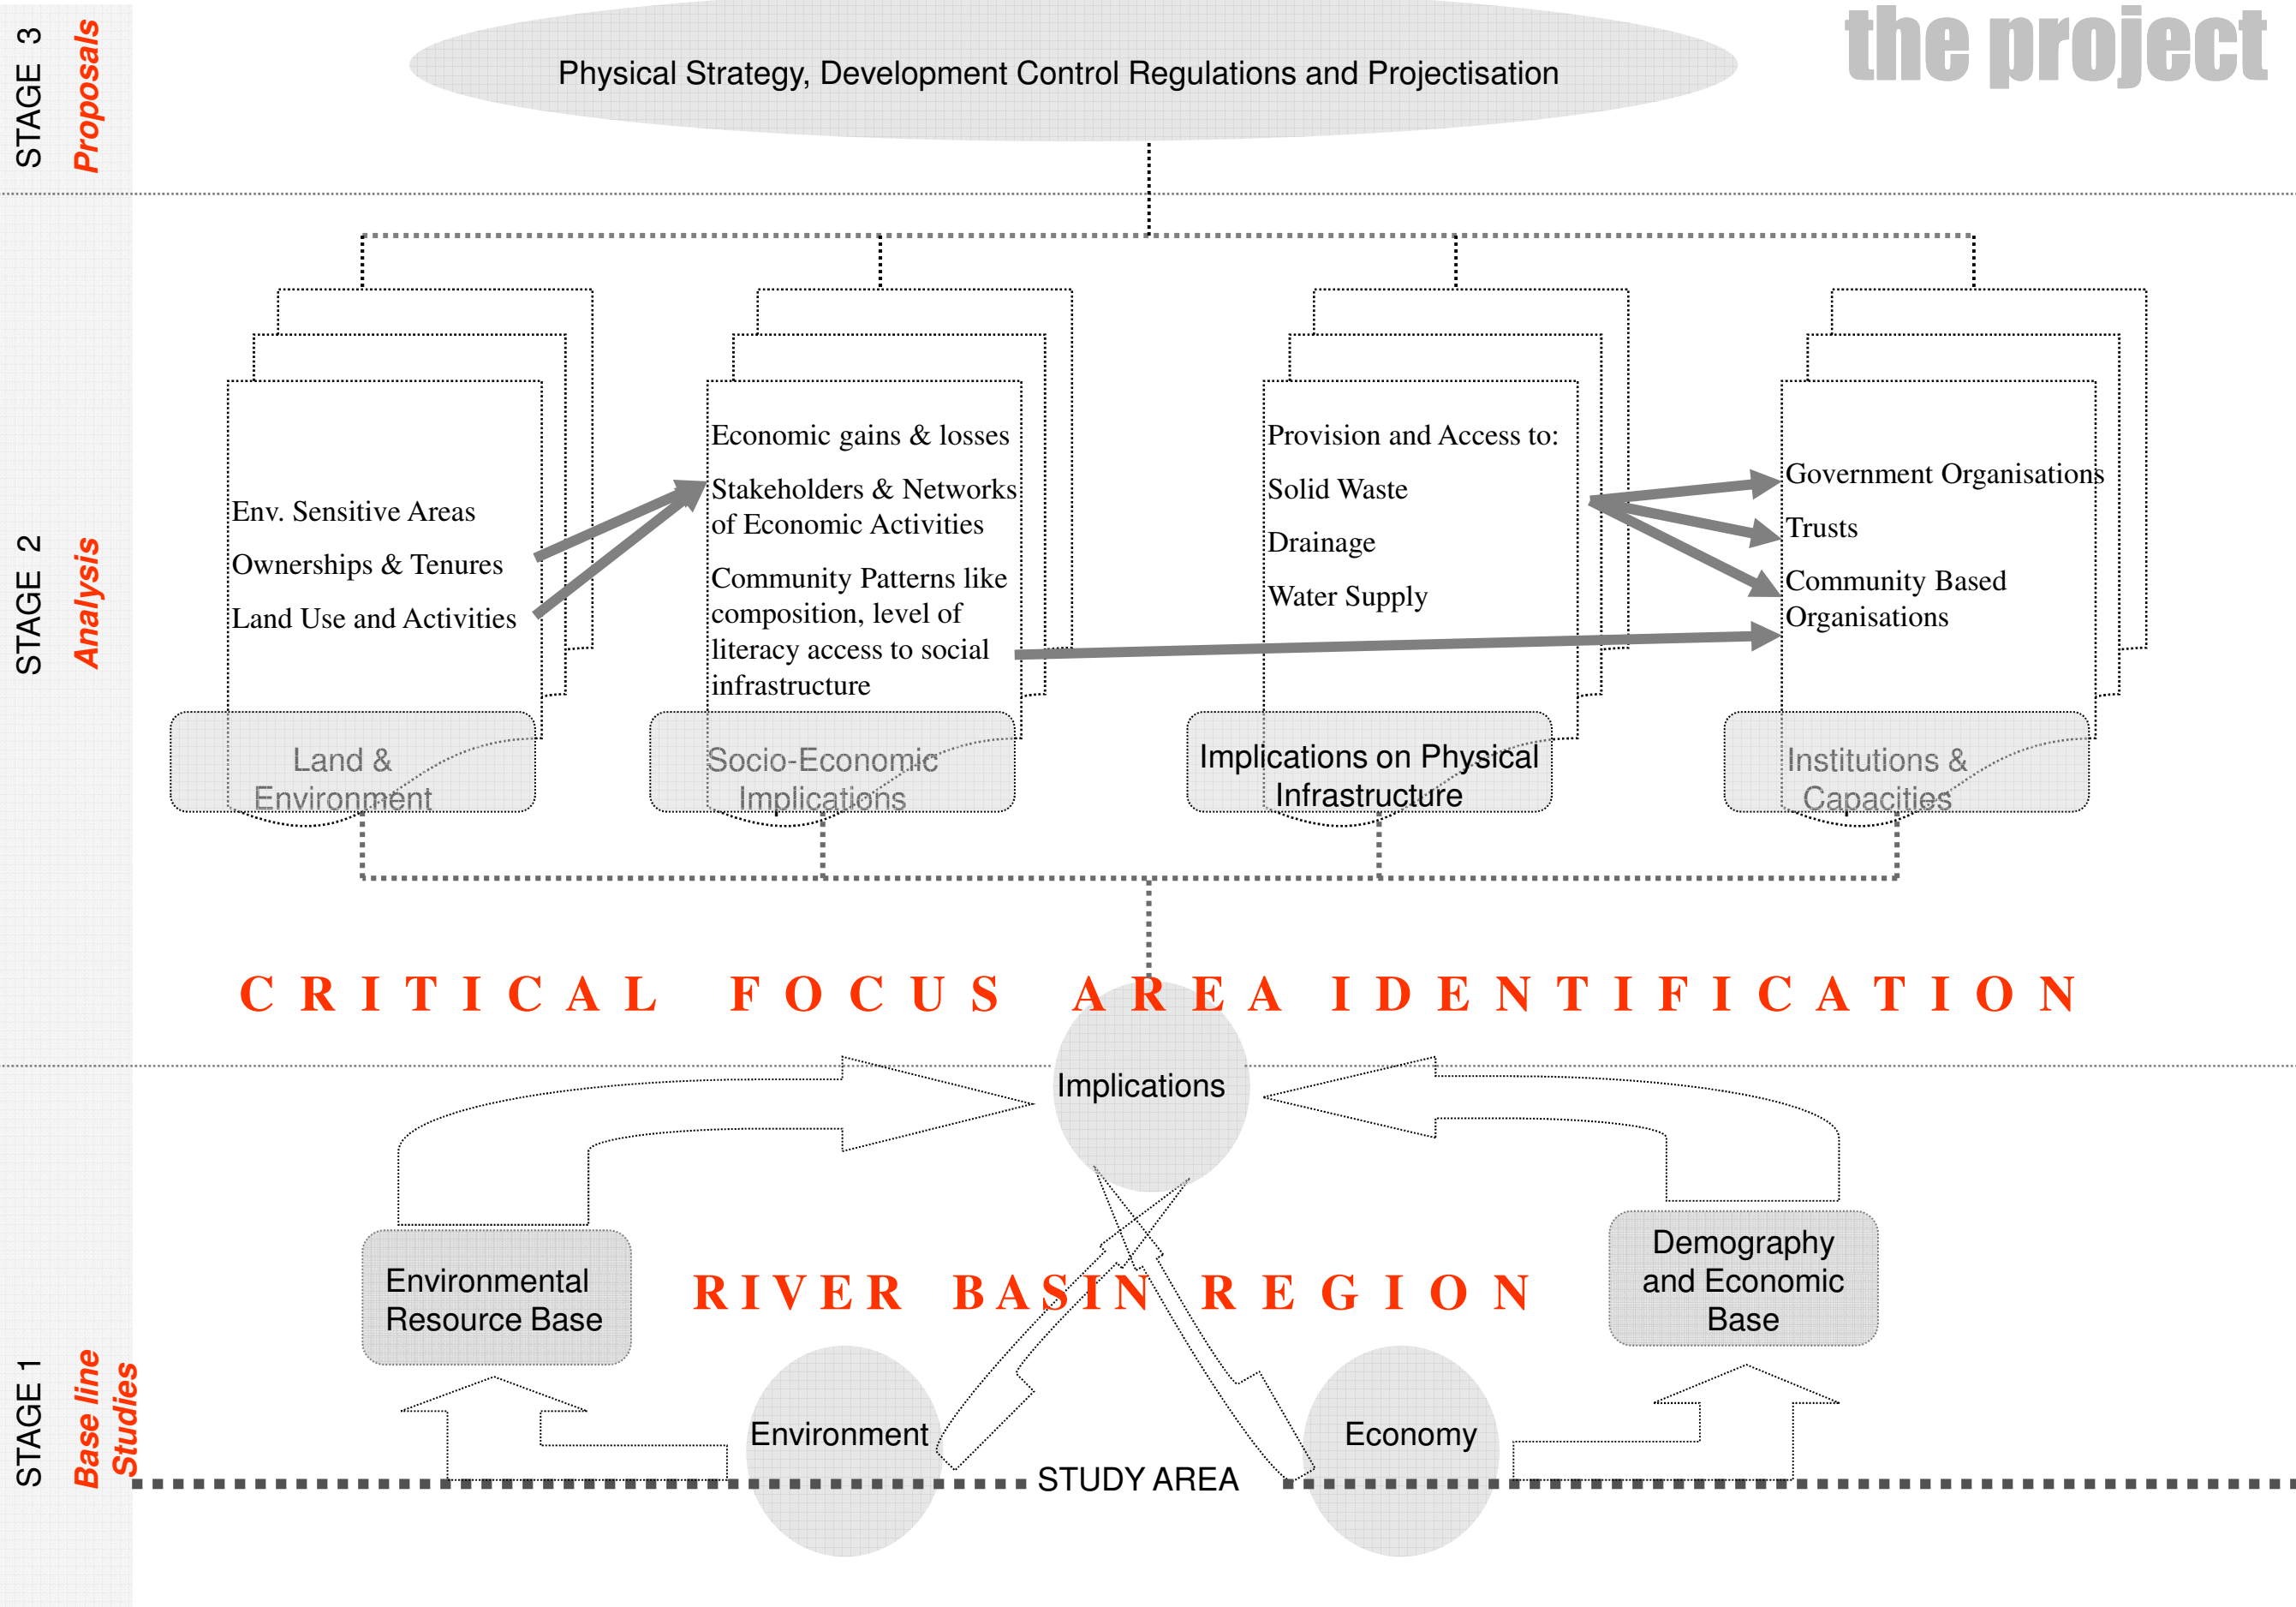 the project
STAGE 3
Proposals
Physical Strategy, Development Control Regulations and Projectisation
STAGE 2
Analysis
Env. Sensitive Areas
Ownerships & Tenures
Land Use and Activities
Land &
Environment
Economic gains & losses
Stakeholders & Networks
of Economic Activities
Community Patterns like
composition, level of
literacy access to social
infrastructure
Socio-Economic
Implications
Provision and Access to:
Solid Waste
Drainage
Water Supply
Implications on Physical
Infrastructure
Government Organisations
Trusts
Community Based
Organisations
Institutions &
Capacities
CRITICAL FOCUS AREA IDENTIFICATION
STAGE 1
Base line
Studies
Implications
Environmental
Resource Base
RIVER BASIN REGION
Demography
and Economic
Base
Environment
Economy
STUDY AREA